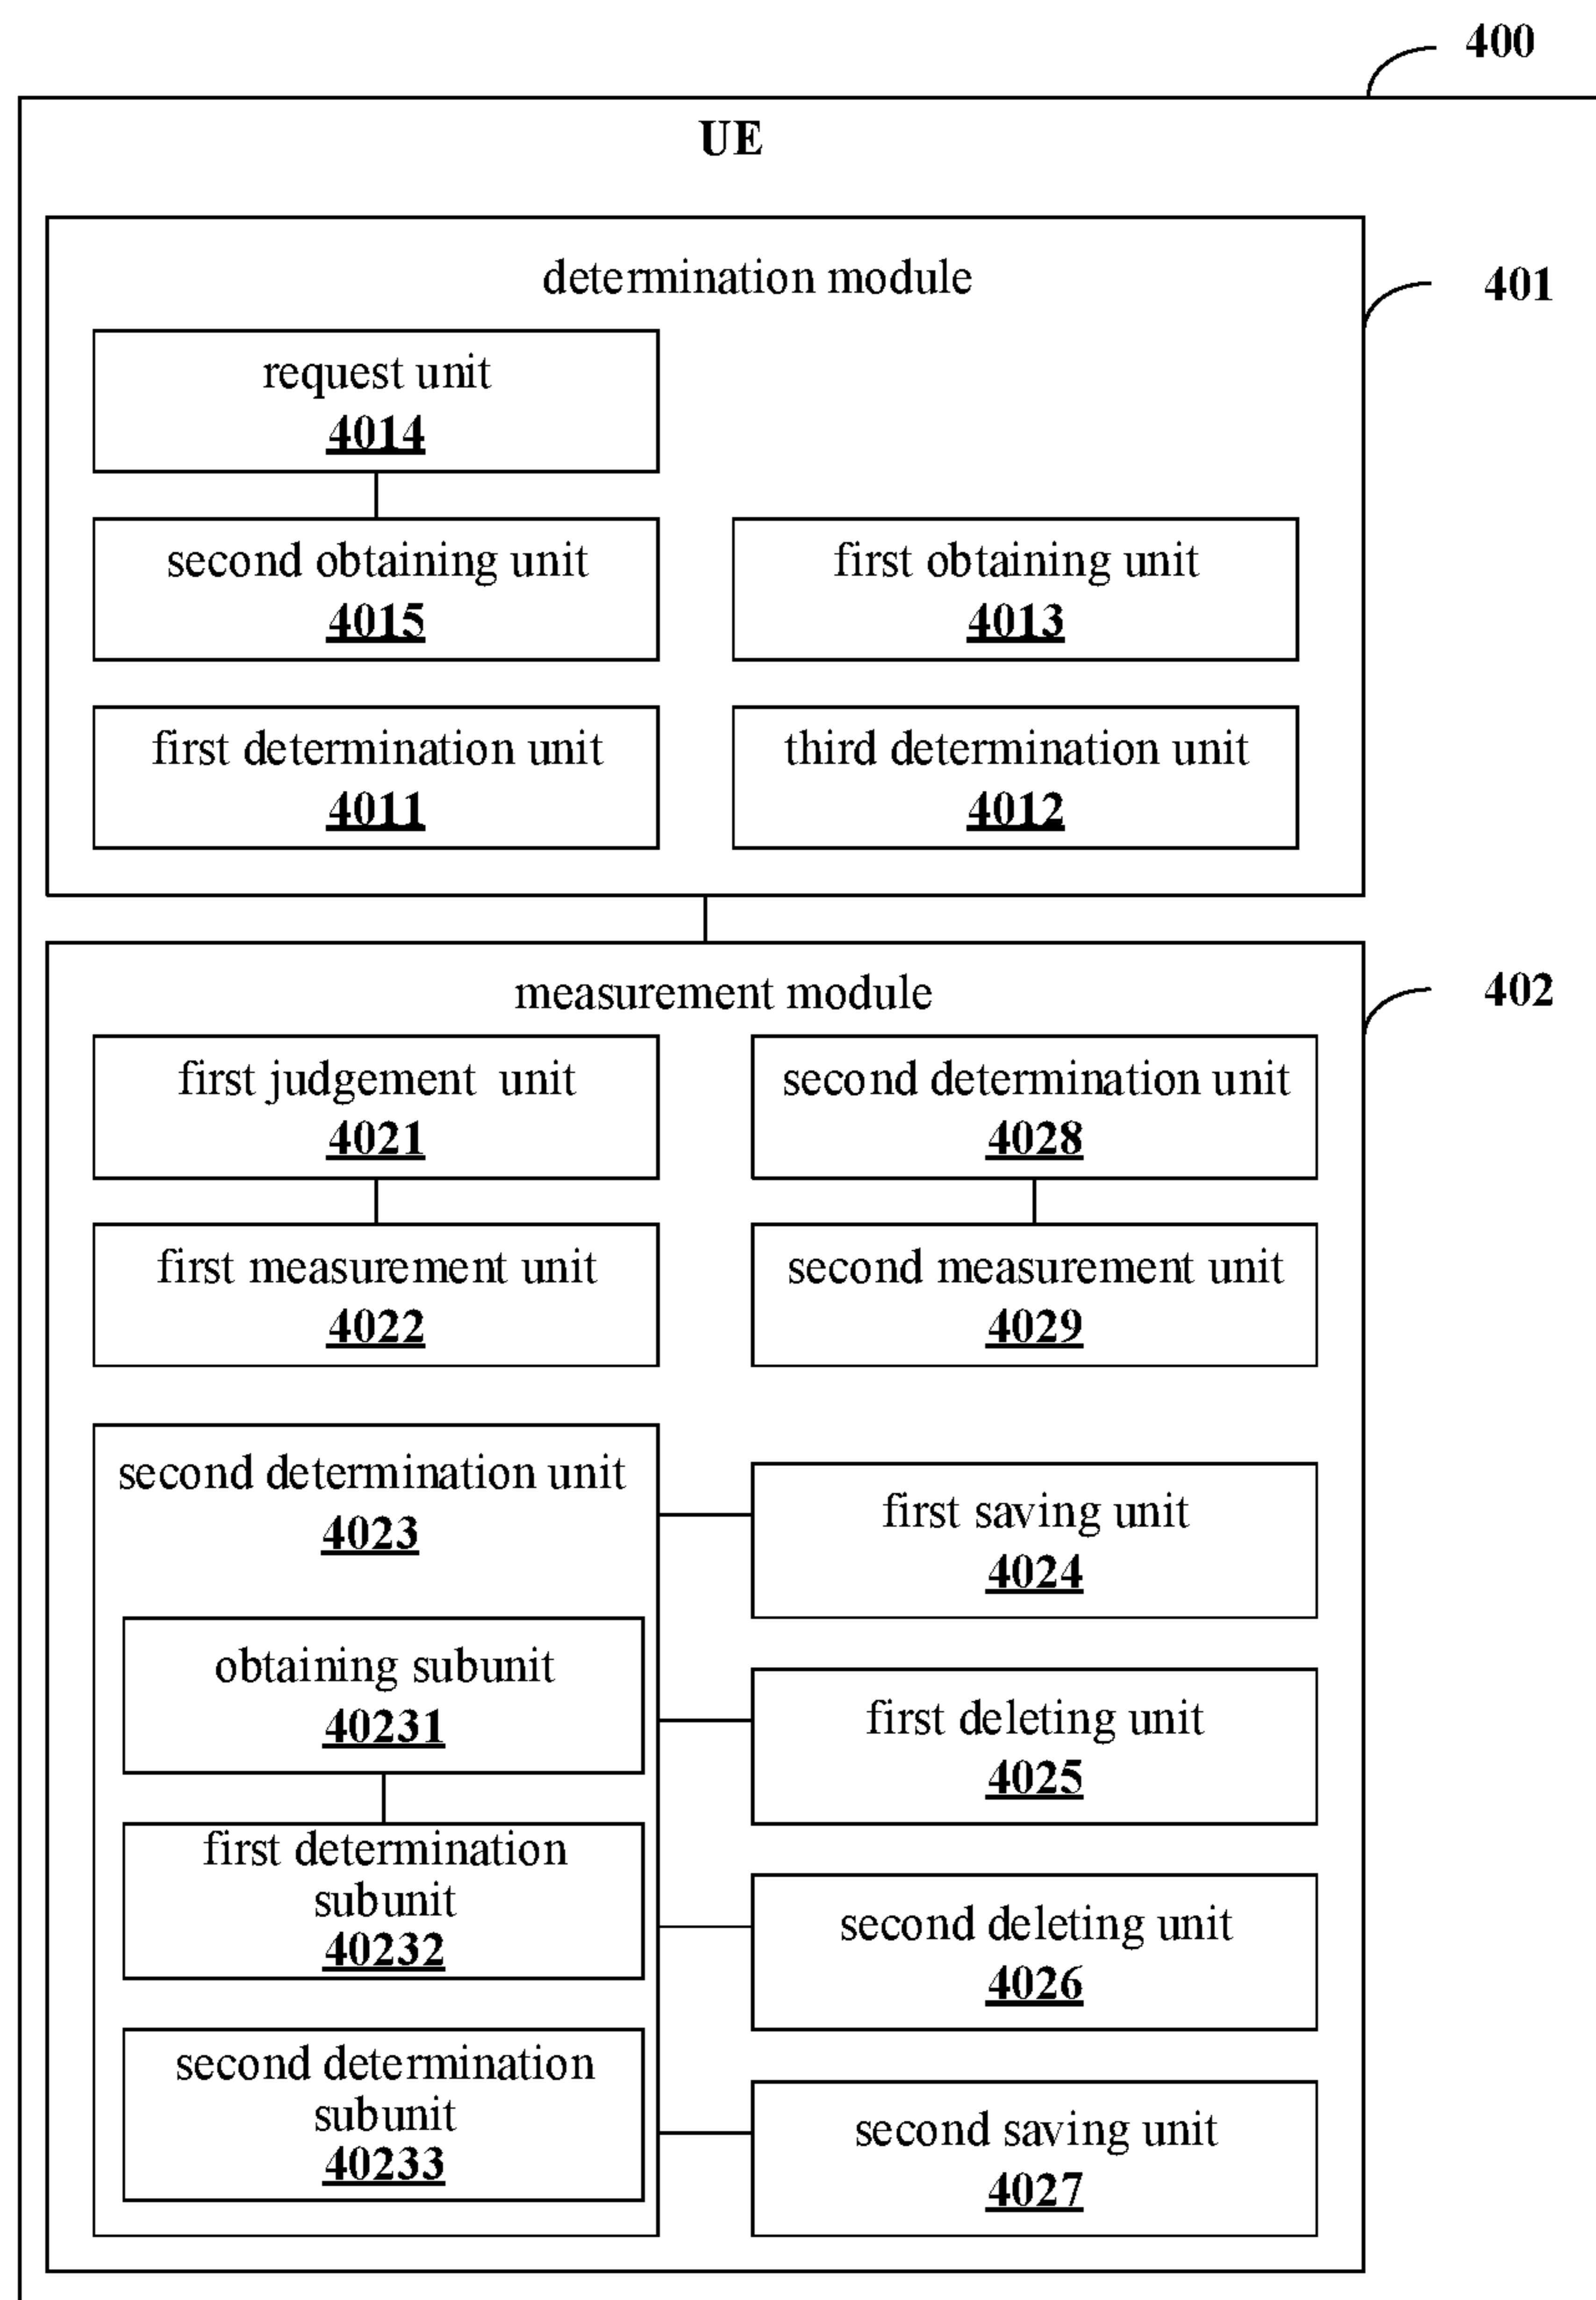 400
UE
determination module
401
request unit
4014
second obtaining unit
4015
first obtaining unit
4013
first determination unit
4011
third determination unit
4012
measurement module
402
first judgement unit
4021
second determination unit
4028
first measurement unit
4022
second measurement unit
4029
second determination unit
4023
first saving unit
4024
obtaining subunit
40231
first deleting unit
4025
first determination
subunit
40232
second deleting unit
4026
second determination
subunit
40233
second saving unit
4027